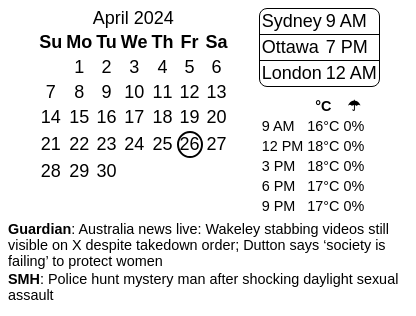 April 2024
Su Mo Tu We Th Fr Sa
1 2 3 4 5 6
7 8 9 10 11 12 13
14 15 16 17 18 19 20
21 22 23 24 25 26 27
28 29 30
Sydney 9 AM
Ottawa 7 PM
London 12 AM
°C ☂
9 AM 16°C 0%
12 PM 18°C 0%
3 PM 18°C 0%
6 PM 17°C 0%
9 PM 17°C 0%
Guardian: Australia news live: Wakeley stabbing videos still
visible on X despite takedown order; Dutton says ‘society is
failing’ to protect women
SMH: Police hunt mystery man after shocking daylight sexual
assault